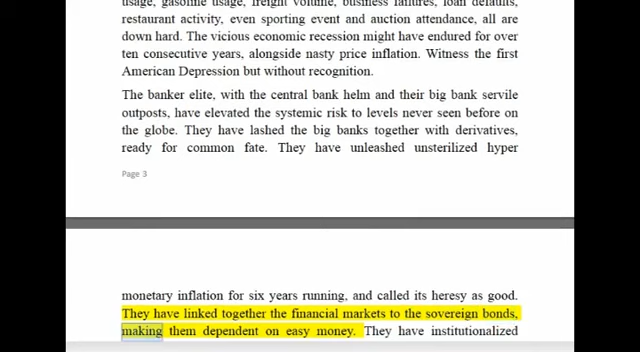 usage, gasoline usage, freight volume, business failures, loan defaults,
restaurant activity, even sporting event and auction attendance, all are
down hard. The vicious economic recession might have endured for over
ten consecutive years, alongside nasty price inflation. Witness the first
American Depression but without recognition.
The banker elite, with the central bank helm and their big bank servile
outposts, have elevated the systemic risk to levels never seen before on
the globe. They have lashed the big banks together with derivatives,
ready for common fate. They have unleashed unsterilized hyper
Page 3
monetary inflation for six years running, and called its heresy as good.
They have linked together the financial markets to the sovereign bonds,
making them dependent on easy money. They have institutionalized